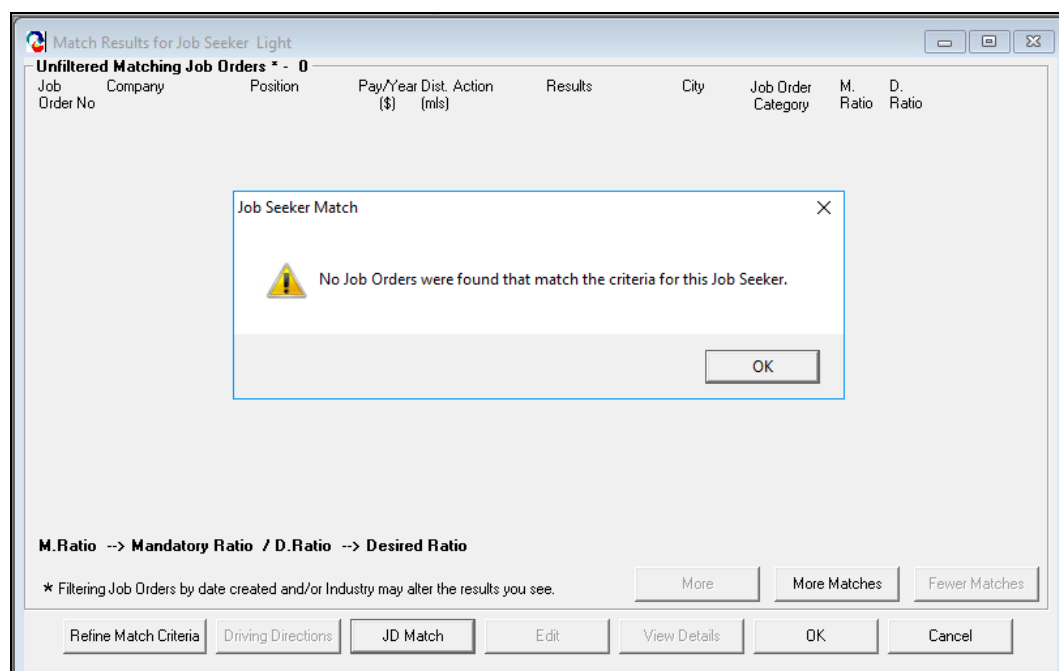 Match Results for Job Seeker Light
Unfiltered Matching Job Orders * - 0
Job Company Position Pay/Year Dist. Action Results City Job Order M. D.
Order No ($) (mls) Category Ratio Ratio
Job Seeker Match
No Job Orders were found that match the criteria for this Job Seeker.
OK
M.Ratio --> Mandatory Ratio / D.Ratio --> Desired Ratio
* Filtering Job Orders by date created and/or Industry may alter the results you see.
More More Matches Fewer Matches
Refine Match Criteria Driving Directions JD Match Edit View Details OK Cancel